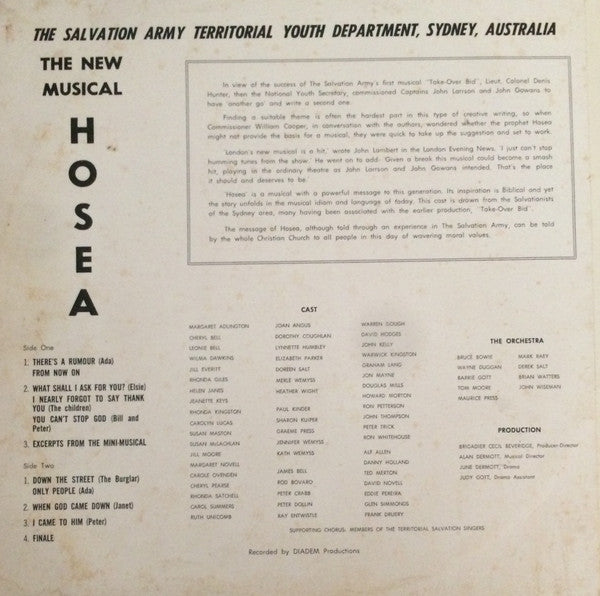 THE SALVATION ARMY TERRITORIAL YOUTH DEPARTMENT, SYDNEY, AUSTRALIA
THE NEW
MUSICAL
H
O
S
E
A
In view of the success of The Salvation Army's first musical "Take-Over Bid", Lieut. Colonel Denis
Hunter, then the National Youth Secretary, commissioned Captains John Larsson and John Gowans to
have 'another go' and write a second one.
Finding a suitable theme is often the hardest part in this type of creative writing, so when
Commissioner William Cooper, in conversation with the authors, wondered whether the prophet Hosea
might not provide the basis for a musical, they were quick to take up the suggestion and set to work.
'London's new musical is a hit,' wrote John Lambert in the London Evening News. 'I just can't stop
humming tunes from the show.' He went on to add: 'Given a break this musical could become a smash
hit, playing in the ordinary theatre as John Larsson and John Gowans intended. That's the place
it should and deserves to be.'
'Hosea' is a musical with a powerful message to this generation. Its inspiration is Biblical and yet
the story unfolds in the musical idiom and language of today. This cast is drawn from the Salvationists
of the Sydney area, many having been associated with the earlier production, "Take-Over Bid".
The message of Hosea, although told through an experience in The Salvation Army, can be told
by the whole Christian Church to all people in this day of wavering moral values.
Side One
1. THERE'S A RUMOUR (Ada)
FROM NOW ON
2. WHAT SHALL I ASK FOR YOU? (Elsie)
I NEARLY FORGOT TO SAY THANK
YOU (The children)
YOU CAN'T STOP GOD (Bill and
Peter)
3. EXCERPTS FROM THE MINI-MUSICAL
Side Two
1. DOWN THE STREET (The Burglar)
ONLY PEOPLE (Ada)
2. WHEN GOD CAME DOWN (Janet)
3. I CAME TO HIM (Peter)
4. FINALE
CAST
MARGARET ADLINGTON
CHERYL BELL
LEONIE BELL
WILMA DAWKINS
JILL EVERITT
RHONDA GILES
HELEN JANES
JEANETTE KEYS
RHONDA KINGSTON
CAROLYN LUCAS
SUSAN MASTON
SUSAN McLACHLAN
JILL MOORE
MARGARET NOVELL
CAROLE OVENDEN
CHERYL PEARSE
RHONDA SATCHELL
CAROL SUMMERS
RUTH UNICOMB
JOAN ANGUS
DOROTHY COUGHLAN
LYNNETTE HUMBLEY
ELIZABETH PARKER
DOREEN SALT
MERLE WEMYSS
HEATHER WIGHT
PAUL KINDER
SHARON KUIPER
GRAEME PRESS
JENNIFER WEMYSS
KATH WEMYSS
JAMES BELL
ROD BOVARD
PETER CRABB
PETER DOLLIN
RAY ENTWISTLE
WARREN GOUGH
DAVID HODGES
JOHN KELLY
WARWICK KINGSTON
GRAHAM LANG
JON MAYNE
DOUGLAS MILLS
HOWARD MORTON
RON PETTERSON
JOHN THOMPSON
PETER TRICK
RON WHITEHOUSE
ALF ALLEN
DANNY HOLLAND
TED MERTON
DAVID NOVELL
EDDIE PEREIRA
GLEN SIMMONDS
FRANK DRUERY
SUPPORTING CHORUS: MEMBERS OF THE TERRITORIAL SALVATION SINGERS
THE ORCHESTRA
BRUCE BOWIE
WAYNE DUGGAN
BARRIE GOTT
TOM MOORE
MAURICE PRESS
MARK RAEY
DEREK SALT
BRIAN WATTERS
JOHN WISEMAN
PRODUCTION
BRIGADIER CECIL BEVERIDGE, Producer-Director
ALAN DERMOTT, Musical Director
JUNE DERMOTT, Drama
JUDY GOTT, Drama Assistant
Recorded by DIADEM Productions